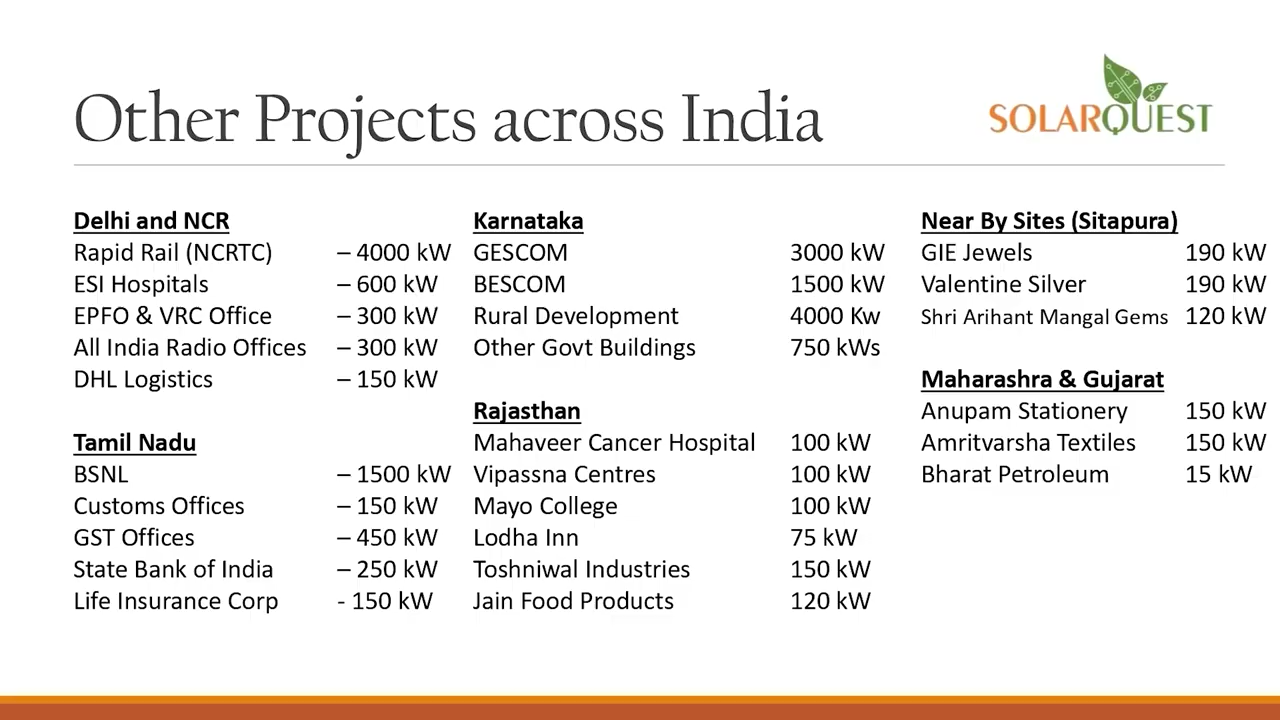 Other Projects across India
SOLARQUEST
Delhi and NCR
Rapid Rail (NCRTC) – 4000 kW
ESI Hospitals – 600 kW
EPFO & VRC Office – 300 kW
All India Radio Offices – 300 kW
DHL Logistics – 150 kW
Tamil Nadu
BSNL – 1500 kW
Customs Offices – 150 kW
GST Offices – 450 kW
State Bank of India – 250 kW
Life Insurance Corp - 150 kW
Karnataka
GESCOM 3000 kW
BESCOM 1500 kW
Rural Development 4000 Kw
Other Govt Buildings 750 kWs
Rajasthan
Mahaveer Cancer Hospital 100 kW
Vipassna Centres 100 kW
Mayo College 100 kW
Lodha Inn 75 kW
Toshniwal Industries 150 kW
Jain Food Products 120 kW
Near By Sites (Sitapura)
GIE Jewels 190 kW
Valentine Silver 190 kW
Shri Arihant Mangal Gems 120 kW
Maharashra & Gujarat
Anupam Stationery 150 kW
Amritvarsha Textiles 150 kW
Bharat Petroleum 15 kW